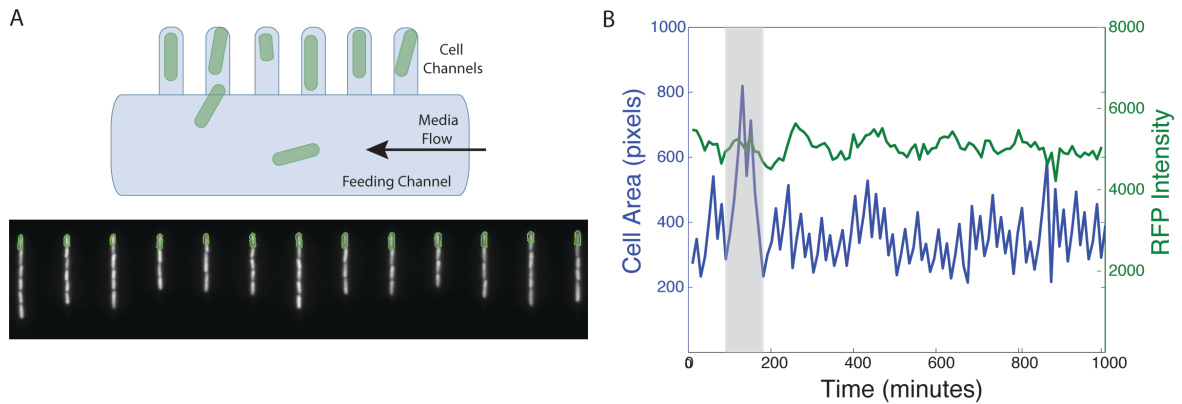 A
Cell
Channels
Media
Flow
Feeding Channel
B
1000
800
600
400
200
Cell Area (pixels)
8000
6000
4000
2000
RFP Intensity
0 200 400 600 800 1000
Time (minutes)